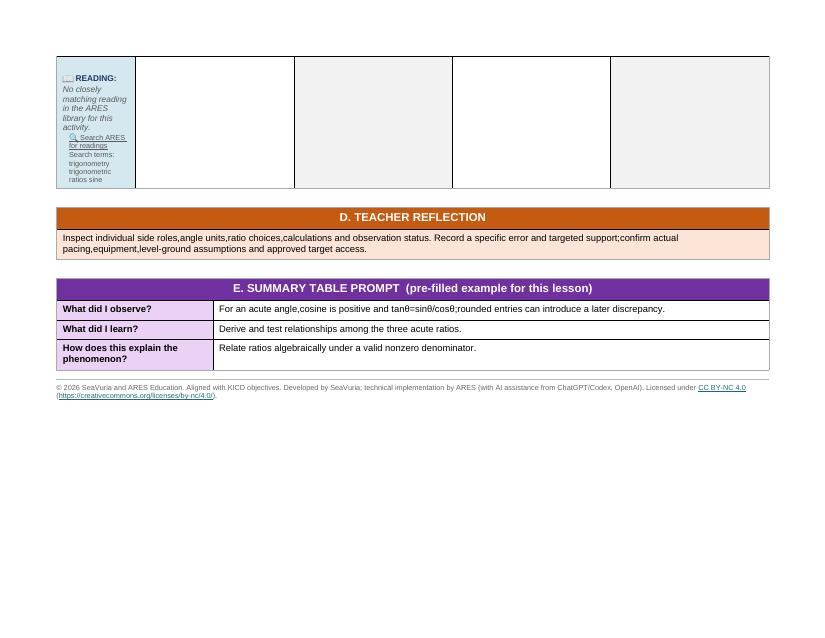 📖 READING:
No closely
matching reading
in the ARES
library for this
activity.
🔍 Search ARES
for readings
Search terms:
trigonometry
trigonometric
ratios sine
D. TEACHER REFLECTION
Inspect individual side roles,angle units,ratio choices,calculations and observation status. Record a specific error and targeted support;confirm actual
pacing,equipment,level-ground assumptions and approved target access.
E. SUMMARY TABLE PROMPT (pre-filled example for this lesson)
What did I observe? For an acute angle,cosine is positive and tanθ=sinθ/cosθ;rounded entries can introduce a later discrepancy.
What did I learn? Derive and test relationships among the three acute ratios.
How does this explain the Relate ratios algebraically under a valid nonzero denominator.
phenomenon?
© 2026 SeaVuria and ARES Education. Aligned with KICD objectives. Developed by SeaVuria; technical implementation by ARES (with AI assistance from ChatGPT/Codex, OpenAI). Licensed under CC BY-NC 4.0
(https://creativecommons.org/licenses/by-nc/4.0/).